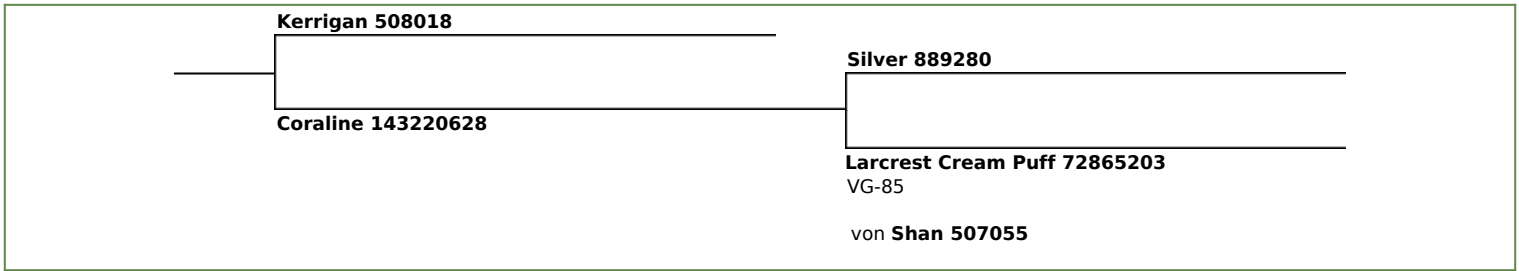 Kerrigan 508018
Silver 889280
Coraline 143220628
Larcrest Cream Puff 72865203
VG-85
von Shan 507055